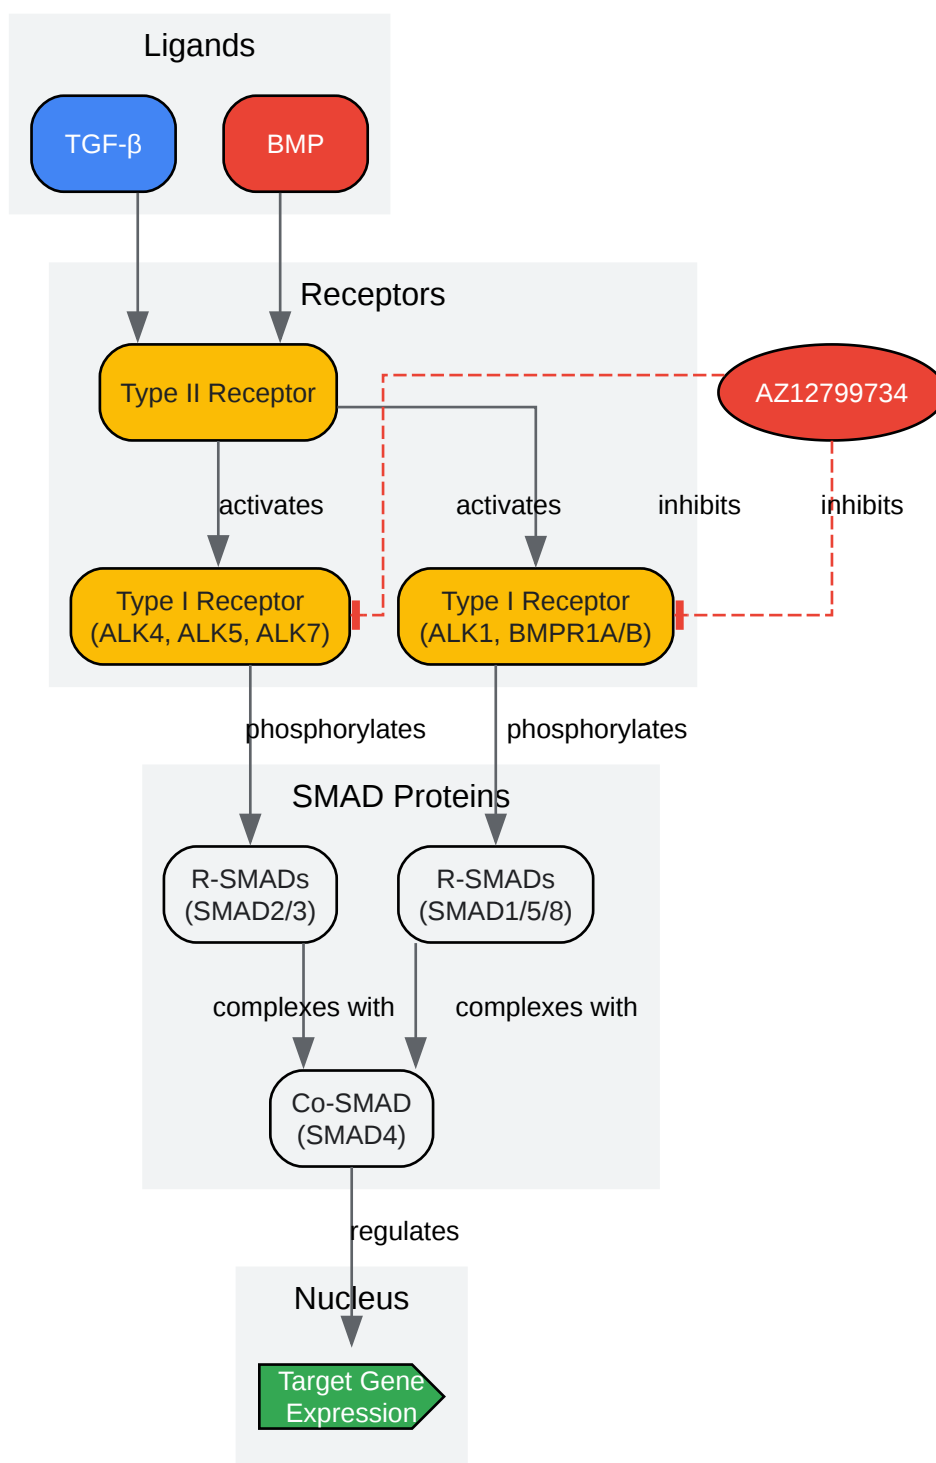 Ligands
TGF-β
BMP
Receptors
Type II Receptor
AZ12799734
activates
activates
inhibits
inhibits
Type I Receptor
(ALK4, ALK5, ALK7)
Type I Receptor
(ALK1, BMPR1A/B)
phosphorylates
phosphorylates
SMAD Proteins
R-SMADs
(SMAD2/3)
R-SMADs
(SMAD1/5/8)
complexes with
complexes with
Co-SMAD
(SMAD4)
regulates
Nucleus
Target Gene
Expression